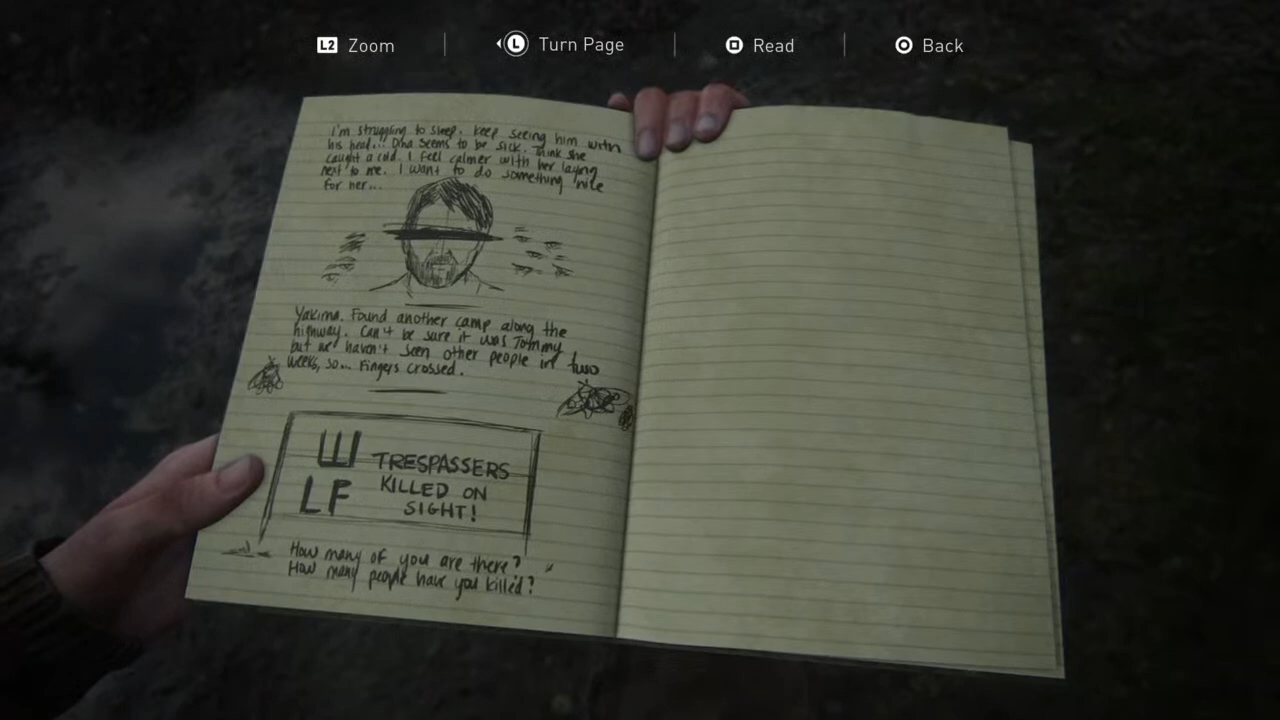 L2 Zoom
L Turn Page
Read
Back
I'm struggling to sleep. Keep seeing him with
his head... Dina seems to be sick. Think she
caught a cold. I feel calmer with her laying
next to me. I want to do something nice
for her...
Yakima. Found another camp along the
highway. Can't be sure it was Tommy
but we haven't seen other people in two
weeks, so... Fingers crossed.
W
LF
TRESPASSERS
KILLED ON
SIGHT!
How many of you are there?
How many people have you killed?